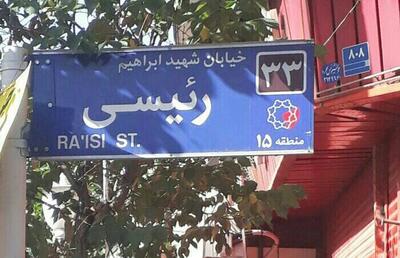 خیابان شهید ابراهیم
۳۳
رئیسی
RA'ISI ST.
منطقه ۱۵
۸۰۸